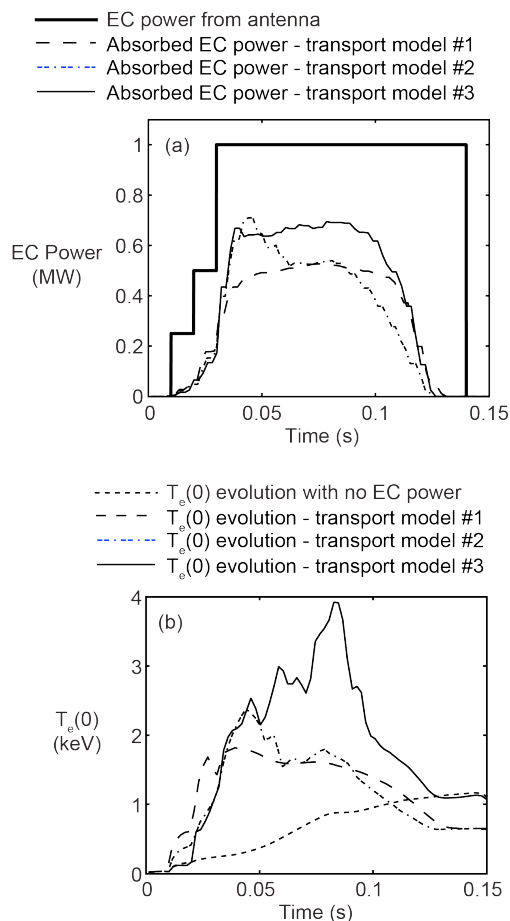 EC power from antenna
Absorbed EC power - transport model #1
Absorbed EC power - transport model #2
Absorbed EC power - transport model #3
(a)
1
0.8
0.6
0.4
0.2
0
EC Power
(MW)
0 0.05 0.1 0.15
Time (s)
Te(0) evolution with no EC power
Te(0) evolution - transport model #1
Te(0) evolution - transport model #2
Te(0) evolution - transport model #3
(b)
4
3
2
1
0
Te(0)
(keV)
0 0.05 0.1 0.15
Time (s)